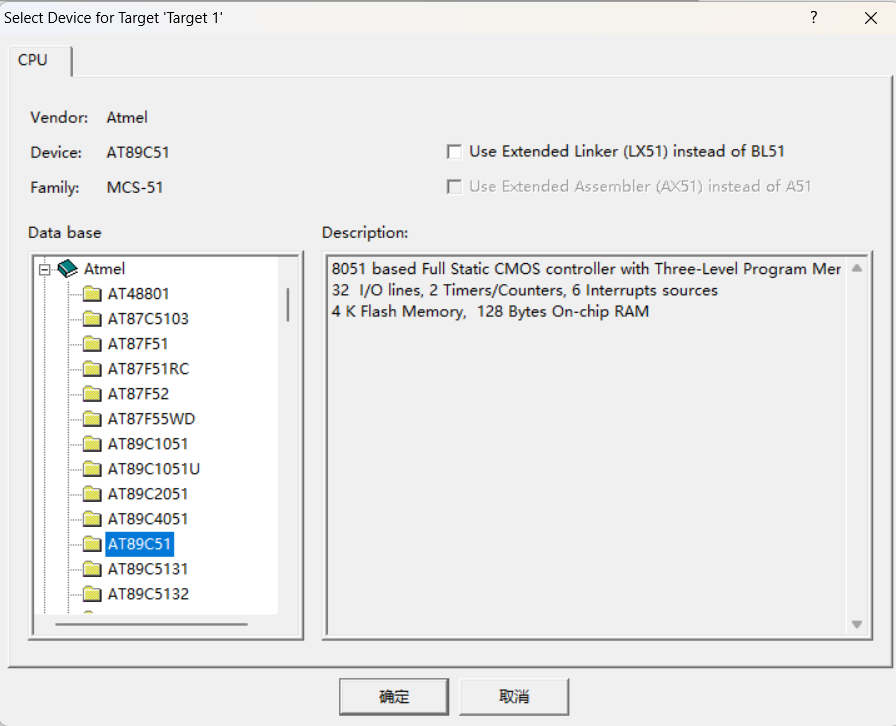 Select Device for Target 'Target 1'
?
CPU
Vendor: Atmel
Device: AT89C51
Family: MCS-51
Use Extended Linker (LX51) instead of BL51
Use Extended Assembler (AX51) instead of A51
Data base
Atmel
AT48801
AT87C5103
AT87F51
AT87F51RC
AT87F52
AT87F55WD
AT89C1051
AT89C1051U
AT89C2051
AT89C4051
AT89C51
AT89C5131
AT89C5132
Description:
8051 based Full Static CMOS controller with Three-Level Program Mer
32 I/O lines, 2 Timers/Counters, 6 Interrupts sources
4 K Flash Memory, 128 Bytes On-chip RAM
确定
取消